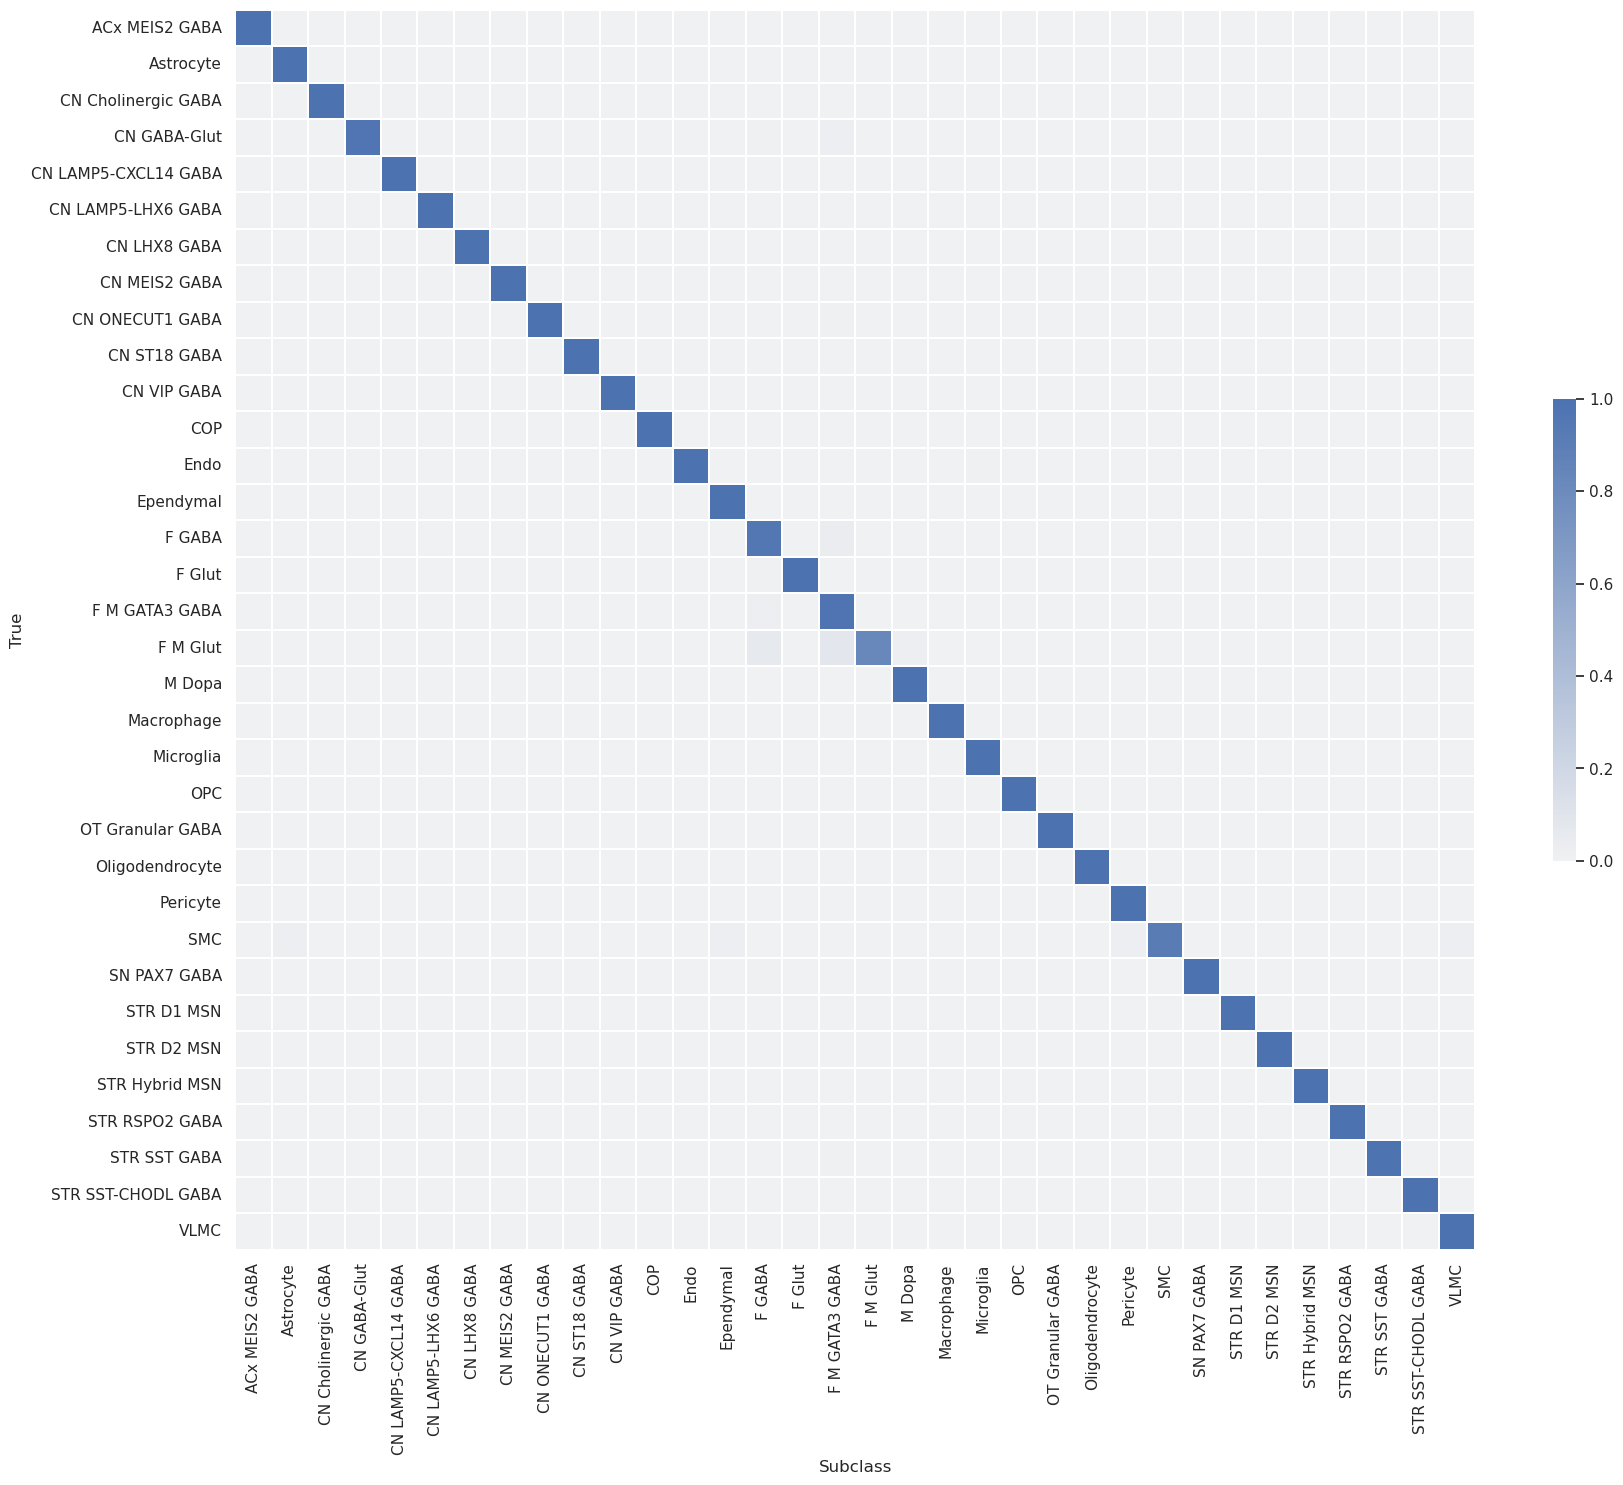 ACx MEIS2 GABA
Astrocyte
CN Cholinergic GABA
CN GABA-Glut
CN LAMP5-CXCL14 GABA
CN LAMP5-LHX6 GABA
CN LHX8 GABA
CN MEIS2 GABA
CN ONECUT1 GABA
CN ST18 GABA
CN VIP GABA
COP
Endo
Ependymal
F GABA
F Glut
F M GATA3 GABA
F M Glut
M Dopa
Macrophage
Microglia
OPC
OT Granular GABA
Oligodendrocyte
Pericyte
SMC
SN PAX7 GABA
STR D1 MSN
STR D2 MSN
STR Hybrid MSN
STR RSPO2 GABA
STR SST GABA
STR SST-CHODL GABA
VLMC
True
1.0
0.8
0.6
0.4
0.2
0.0
ACx MEIS2 GABA
Astrocyte
CN Cholinergic GABA
CN GABA-Glut
CN LAMP5-CXCL14 GABA
CN LAMP5-LHX6 GABA
CN LHX8 GABA
CN MEIS2 GABA
CN ONECUT1 GABA
CN ST18 GABA
CN VIP GABA
COP
Endo
Ependymal
F GABA
F Glut
F M GATA3 GABA
F M Glut
M Dopa
Macrophage
Microglia
OPC
OT Granular GABA
Oligodendrocyte
Pericyte
SMC
SN PAX7 GABA
STR D1 MSN
STR D2 MSN
STR Hybrid MSN
STR RSPO2 GABA
STR SST GABA
STR SST-CHODL GABA
VLMC
Subclass